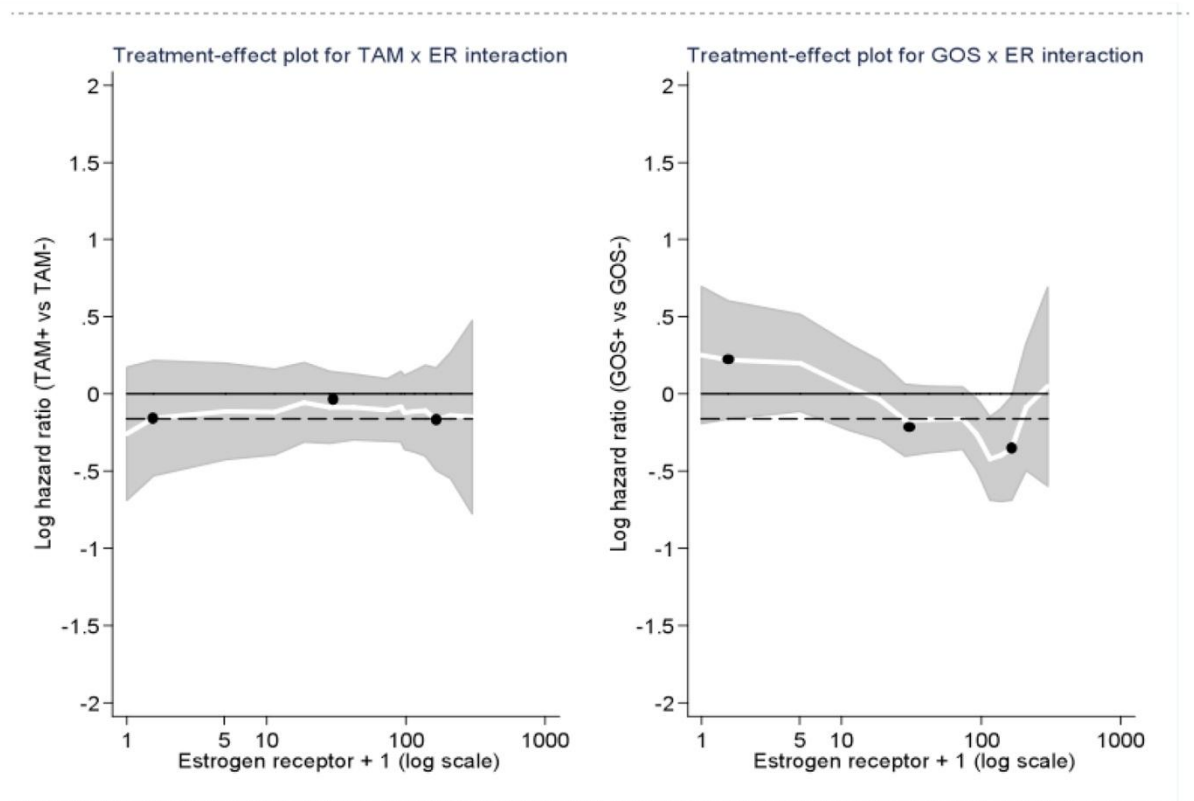 Treatment-effect plot for TAM x ER interaction
2
1.5
1
.5
0
-.5
-1
-1.5
-2
Log hazard ratio (TAM+ vs TAM-)
1 5 10 100 1000
Estrogen receptor + 1 (log scale)
Treatment-effect plot for GOS x ER interaction
2
1.5
1
.5
0
-.5
-1
-1.5
-2
Log hazard ratio (GOS+ vs GOS-)
1 5 10 100 1000
Estrogen receptor + 1 (log scale)